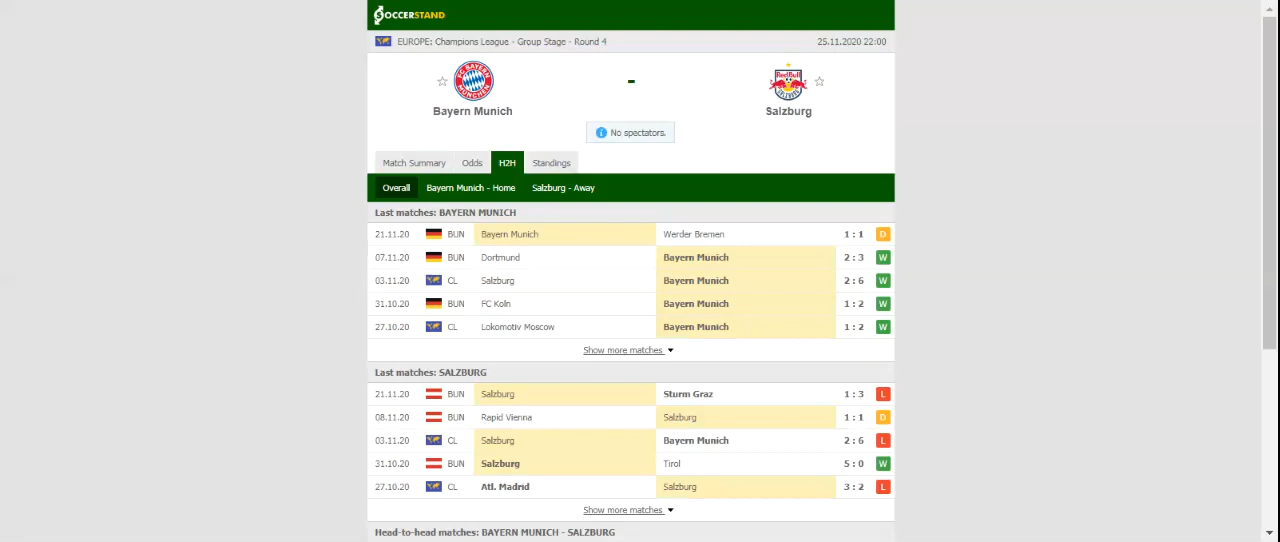 SOCCERSTAND
EUROPE: Champions League - Group Stage - Round 4 25.11.2020 22:00
FC BAYERN MÜNCHEN
RedBull SALZBURG
-
Bayern Munich Salzburg
No spectators.
Match Summary Odds H2H Standings
Overall Bayern Munich - Home Salzburg - Away
Last matches: BAYERN MUNICH
21.11.20 BUN Bayern Munich Werder Bremen 1 : 1 D
07.11.20 BUN Dortmund Bayern Munich 2 : 3 W
03.11.20 CL Salzburg Bayern Munich 2 : 6 W
31.10.20 BUN FC Koln Bayern Munich 1 : 2 W
27.10.20 CL Lokomotiv Moscow Bayern Munich 1 : 2 W
Show more matches
Last matches: SALZBURG
21.11.20 BUN Salzburg Sturm Graz 1 : 3 L
08.11.20 BUN Rapid Vienna Salzburg 1 : 1 D
03.11.20 CL Salzburg Bayern Munich 2 : 6 L
31.10.20 BUN Salzburg Tirol 5 : 0 W
27.10.20 CL Atl. Madrid Salzburg 3 : 2 L
Show more matches
Head-to-head matches: BAYERN MUNICH - SALZBURG